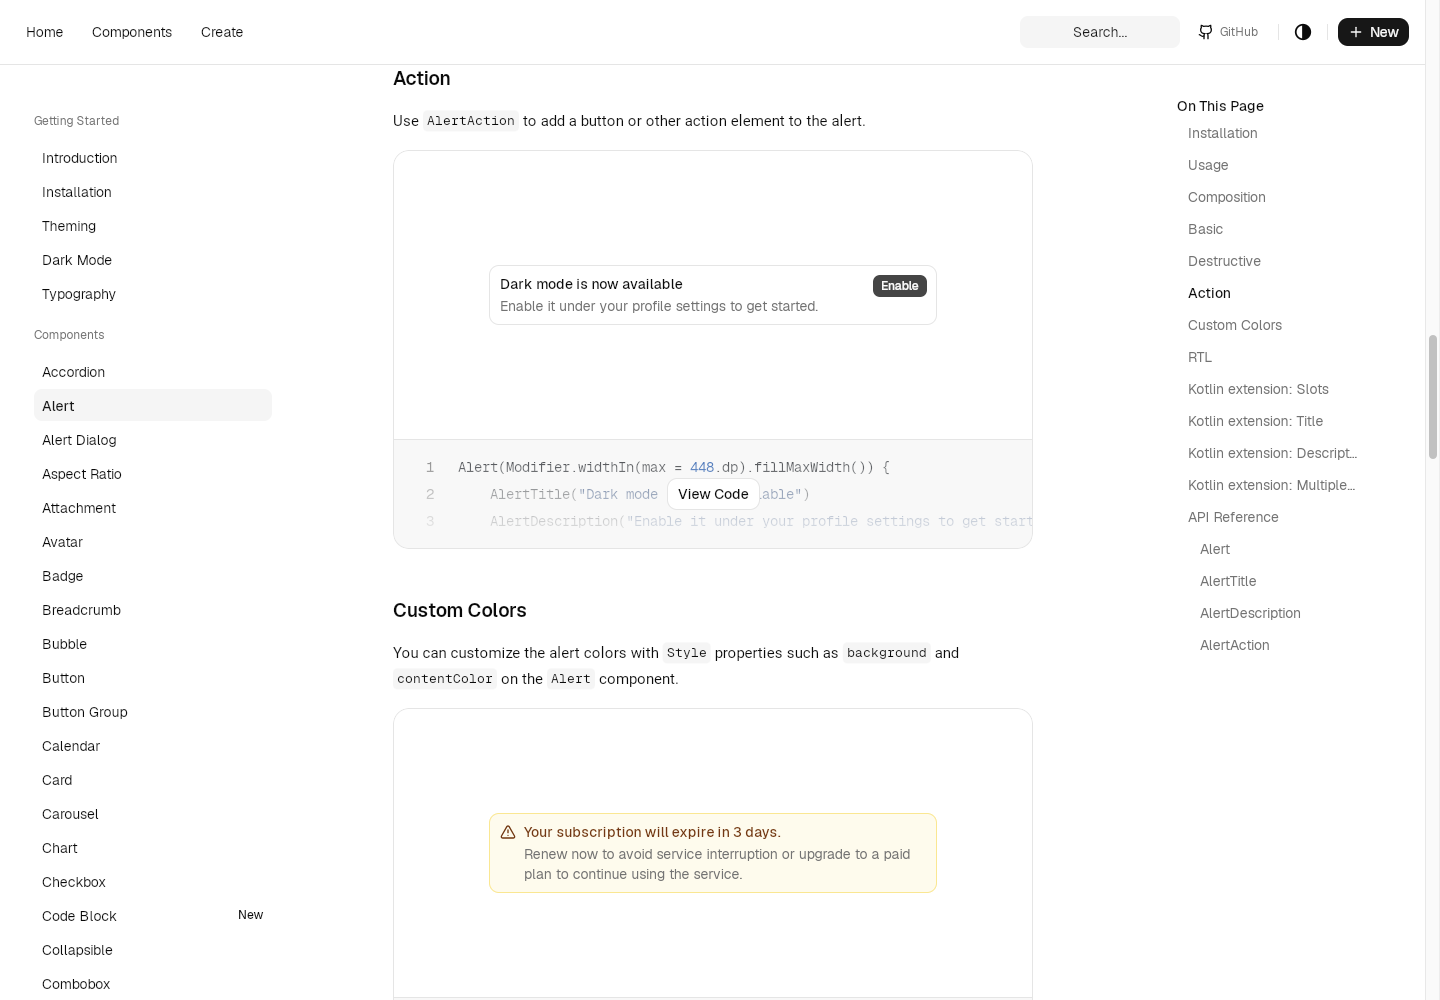 Home
Components
Create
Search...
GitHub
New
Getting Started
Introduction
Installation
Theming
Dark Mode
Typography
Components
Accordion
Alert
Alert Dialog
Aspect Ratio
Attachment
Avatar
Badge
Breadcrumb
Bubble
Button
Button Group
Calendar
Card
Carousel
Chart
Checkbox
Code Block New
Collapsible
Combobox
Action
Use AlertAction to add a button or other action element to the alert.
Dark mode is now available
Enable it under your profile settings to get started.
Enable
1 Alert(Modifier.widthIn(max = 448.dp).fillMaxWidth()) {
2 AlertTitle("Dark mode lable")
View Code
3 AlertDescription("Enable it under your profile settings to get start
Custom Colors
You can customize the alert colors with Style properties such as background and
contentColor on the Alert component.
Your subscription will expire in 3 days.
Renew now to avoid service interruption or upgrade to a paid
plan to continue using the service.
On This Page
Installation
Usage
Composition
Basic
Destructive
Action
Custom Colors
RTL
Kotlin extension: Slots
Kotlin extension: Title
Kotlin extension: Descript...
Kotlin extension: Multiple...
API Reference
Alert
AlertTitle
AlertDescription
AlertAction